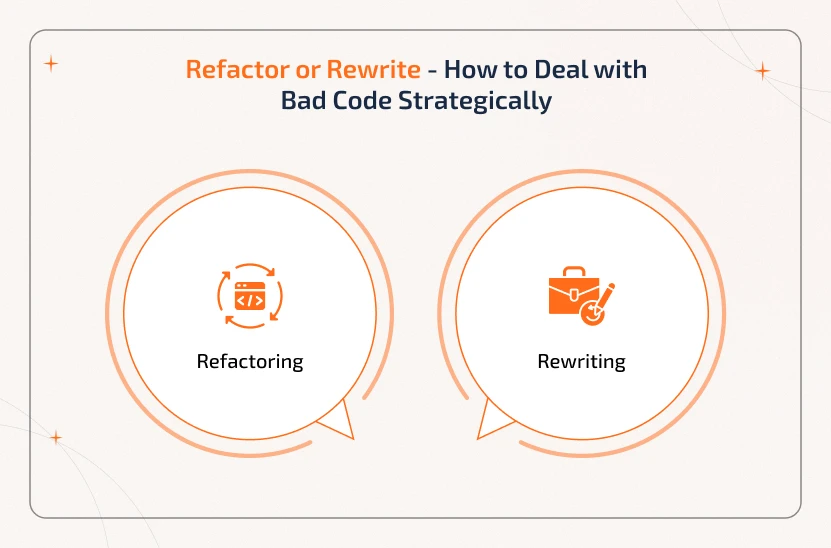 Refactor or Rewrite - How to Deal with
Bad Code Strategically
Refactoring
Rewriting